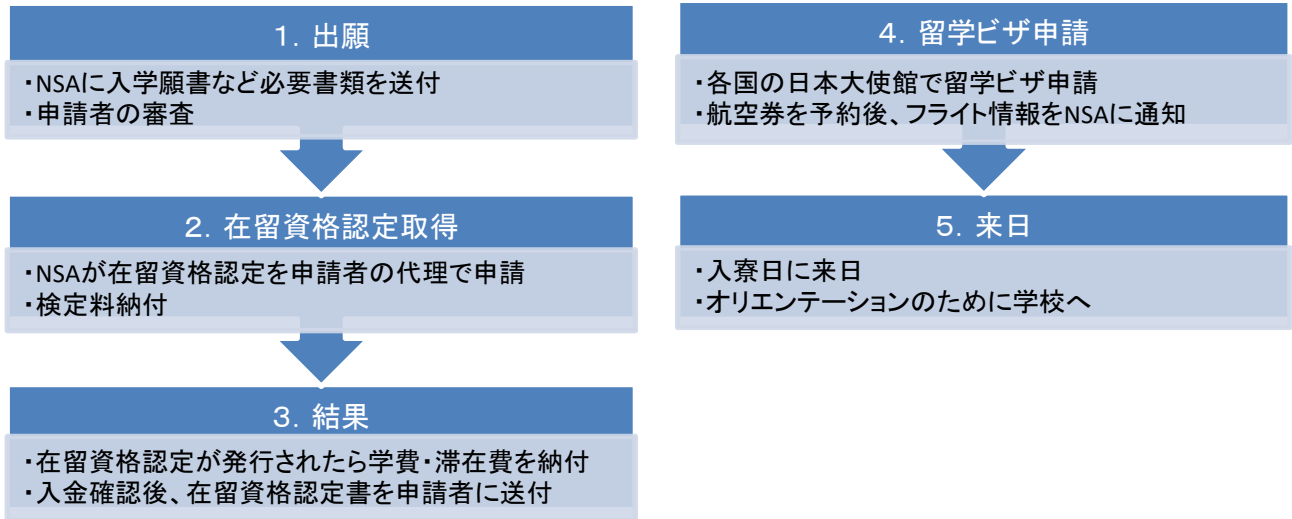 1．出願
・NSAに入学願書など必要書類を送付
・申請者の審査
2．在留資格認定取得
・NSAが在留資格認定を申請者の代理で申請
・検定料納付
3．結果
・在留資格認定が発行されたら学費・滞在費を納付
・入金確認後、在留資格認定書を申請者に送付
4．留学ビザ申請
・各国の日本大使館で留学ビザ申請
・航空券を予約後、フライト情報をNSAに通知
5．来日
・入寮日に来日
・オリエンテーションのために学校へ